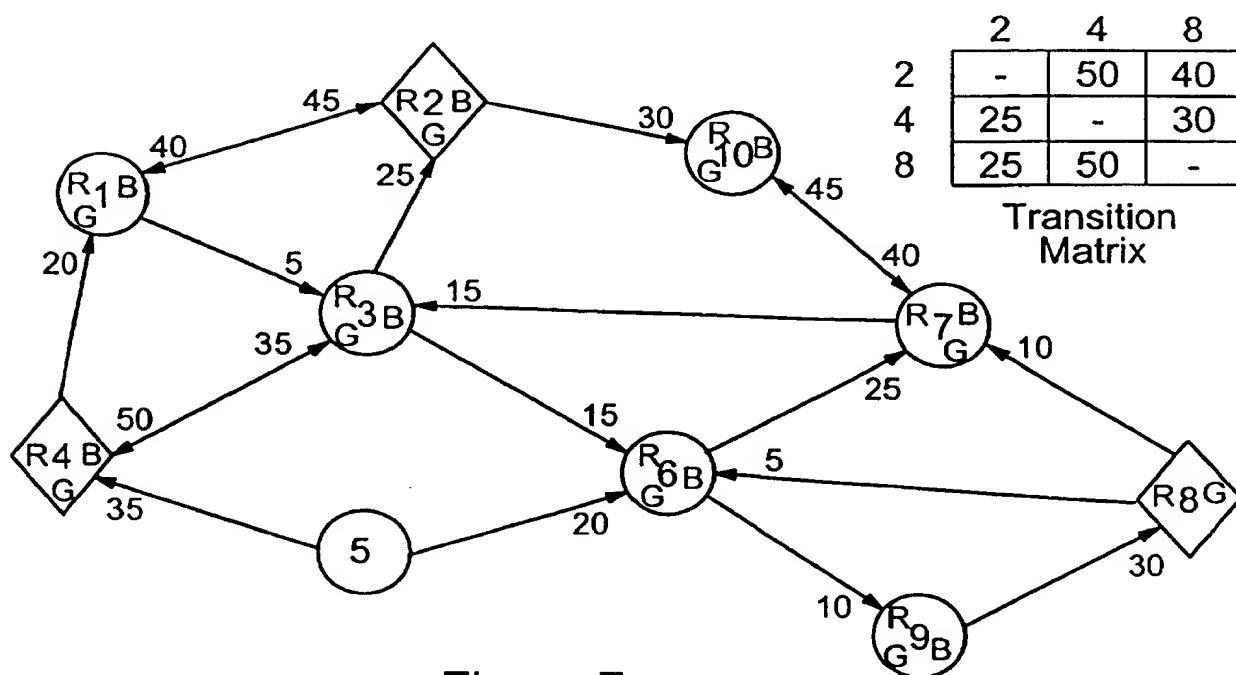 2 4 8
2 - 50 40
4 25 - 30
8 25 50 -
Transition
Matrix
45
R 2 B
G
30
R 10 B
G
40
R 1 B
G
25
45
20
5
R 3 B
G
15
40
R 7 B
G
10
35
25
50
15
R 4 B
G
R 6 B
G
5
R 8 G
35
5
20
30
10
R 9 B
G